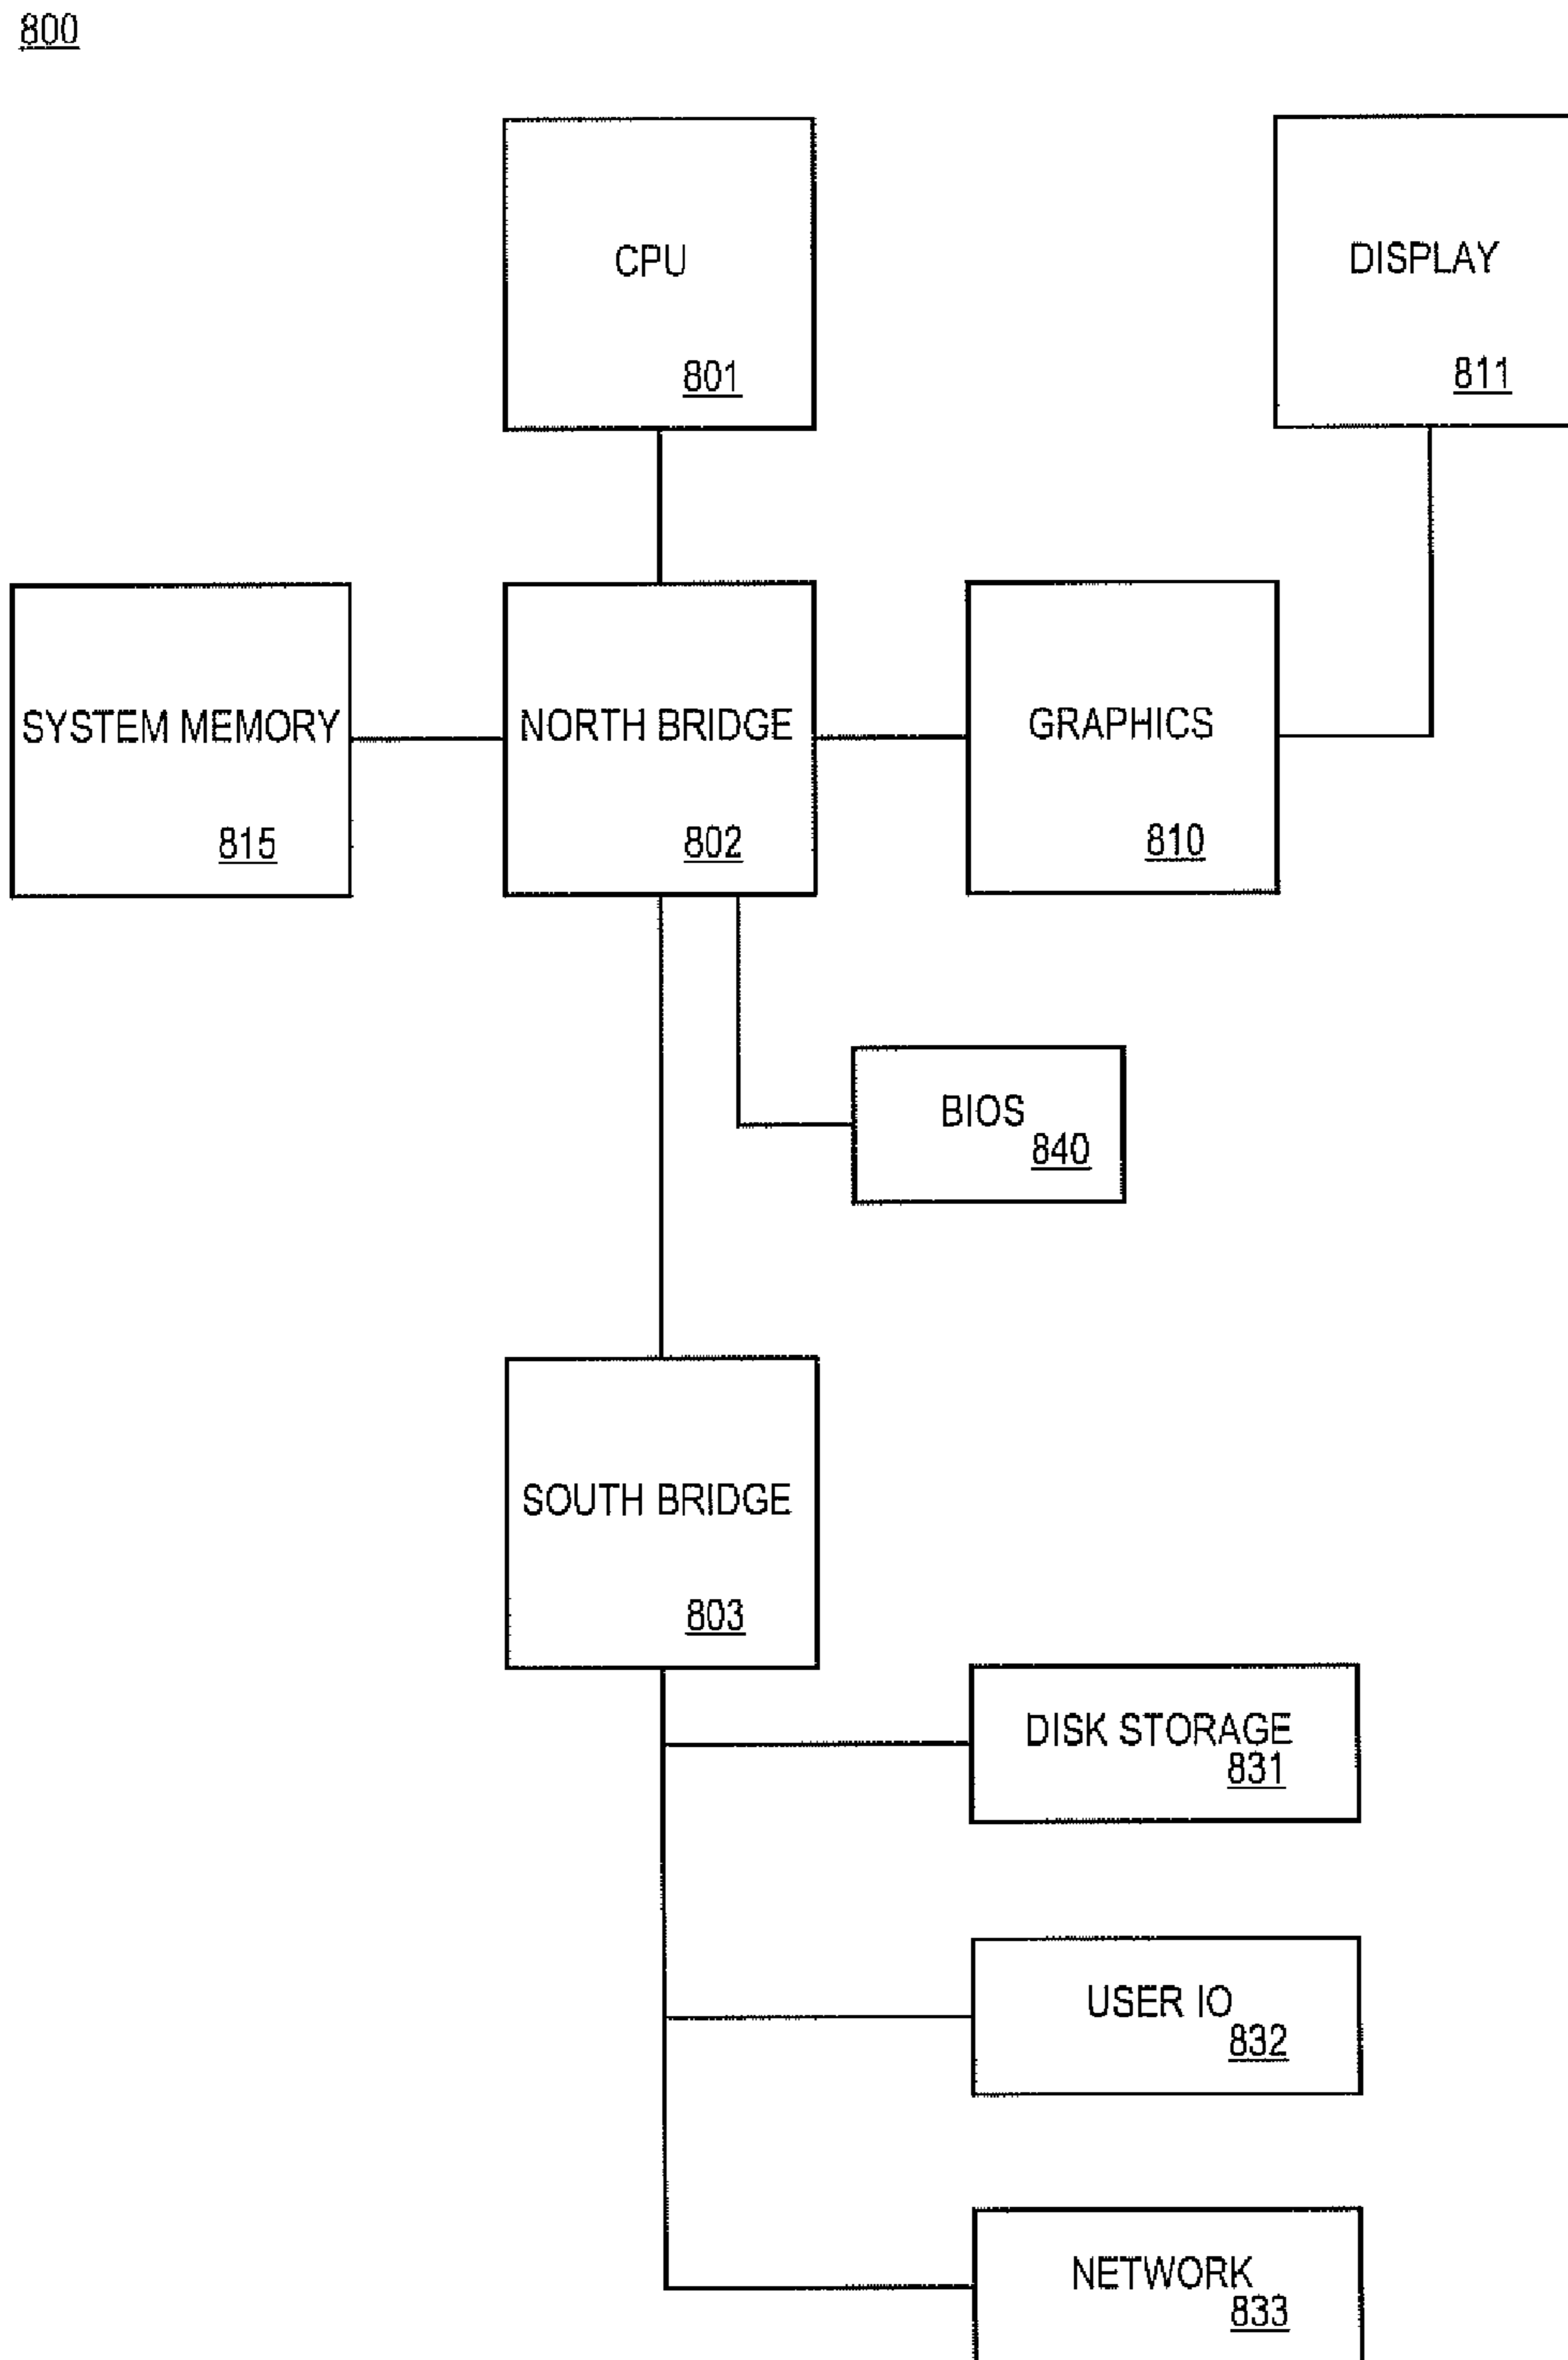 800
CPU
801
DISPLAY
811
SYSTEM MEMORY
815
NORTH BRIDGE
802
GRAPHICS
810
BIOS
840
SOUTH BRIDGE
803
DISK STORAGE
831
USER IO
832
NETWORK
833